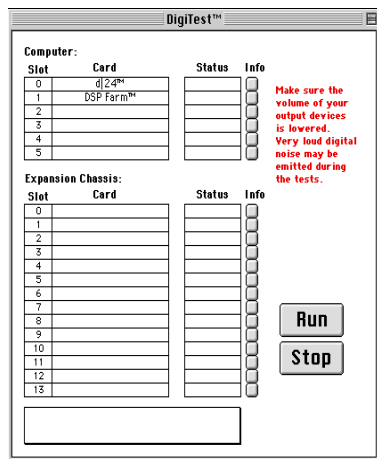 DigiTest™
Computer:
Slot Card Status Info
0 d|24™
1 DSP Farm™
2
3
4
5
Make sure the
volume of your
output devices
is lowered.
Very loud digital
noise may be
emitted during
the tests.
Expansion Chassis:
Slot Card Status Info
0
1
2
3
4
5
6
7
8
9
10
11
12
13
Run
Stop